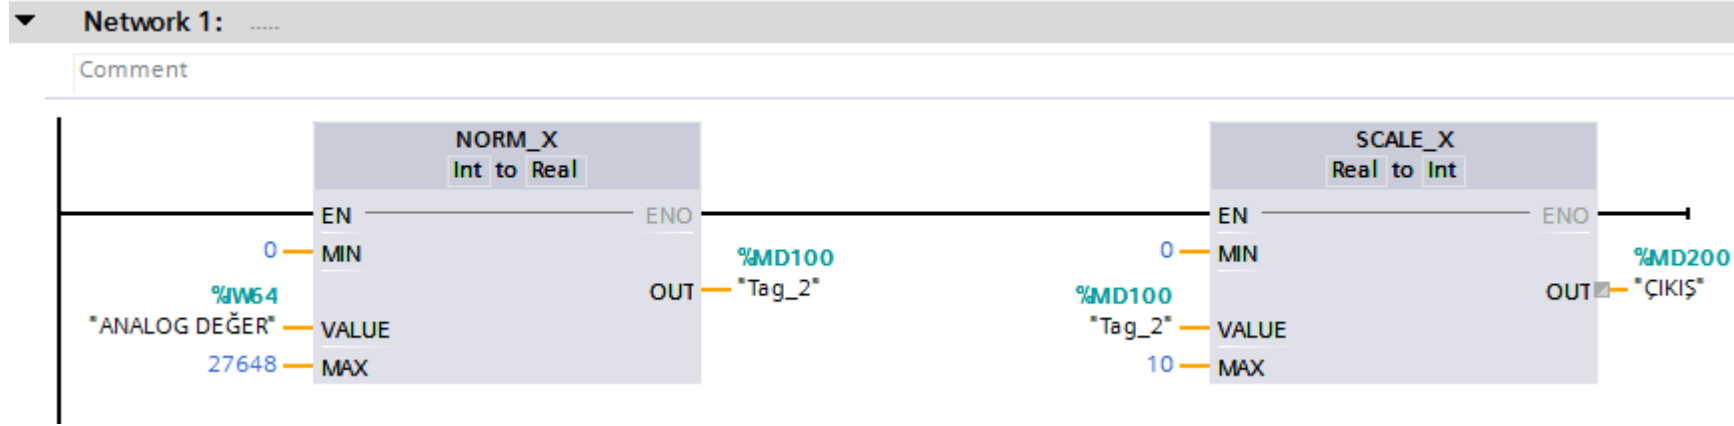 Network 1: .....
Comment
NORM_X
Int to Real
EN
ENO
0
MIN
%MD100
OUT
"Tag_2"
%IW64
"ANALOG DEĞER"
VALUE
27648
MAX
SCALE_X
Real to Int
EN
ENO
0
MIN
%MD200
OUT
"ÇIKIŞ"
%MD100
"Tag_2"
VALUE
10
MAX